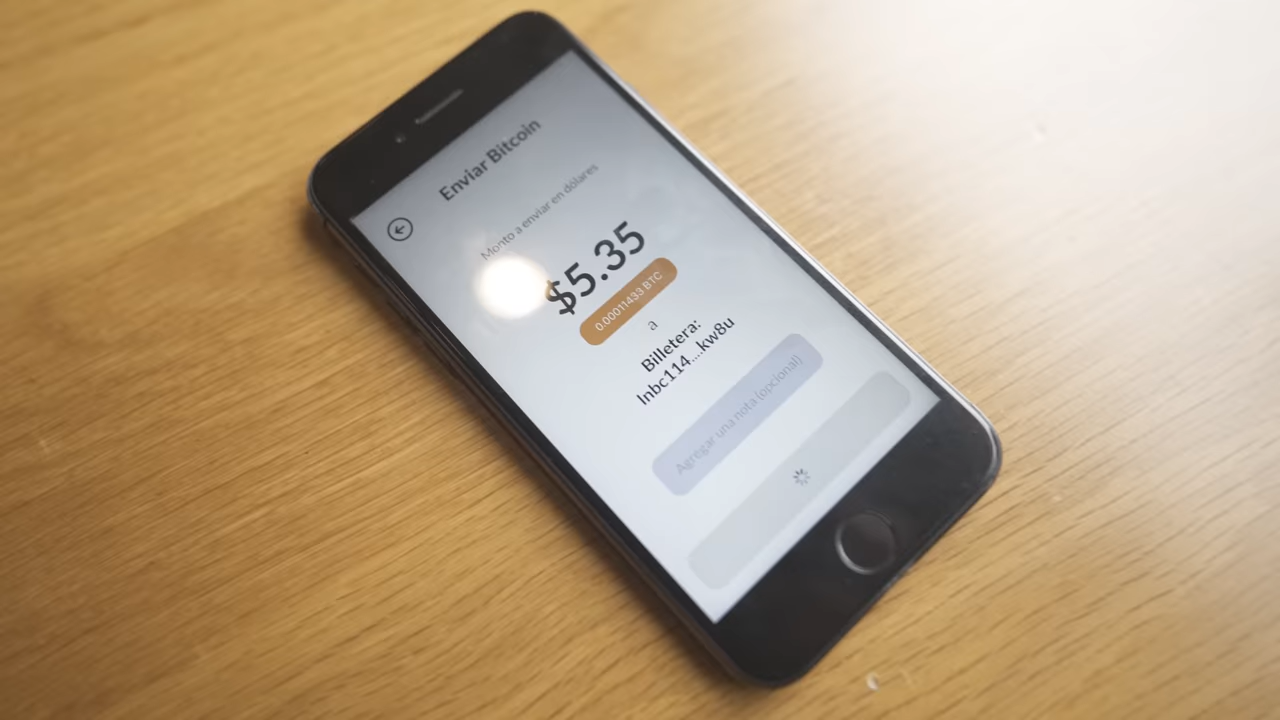 Enviar Bitcoin
Monto a enviar en dólares
$5.35
0.00011433 BTC
a
Billetera:
lnbc114....kw8u
Agregar una nota (opcional)